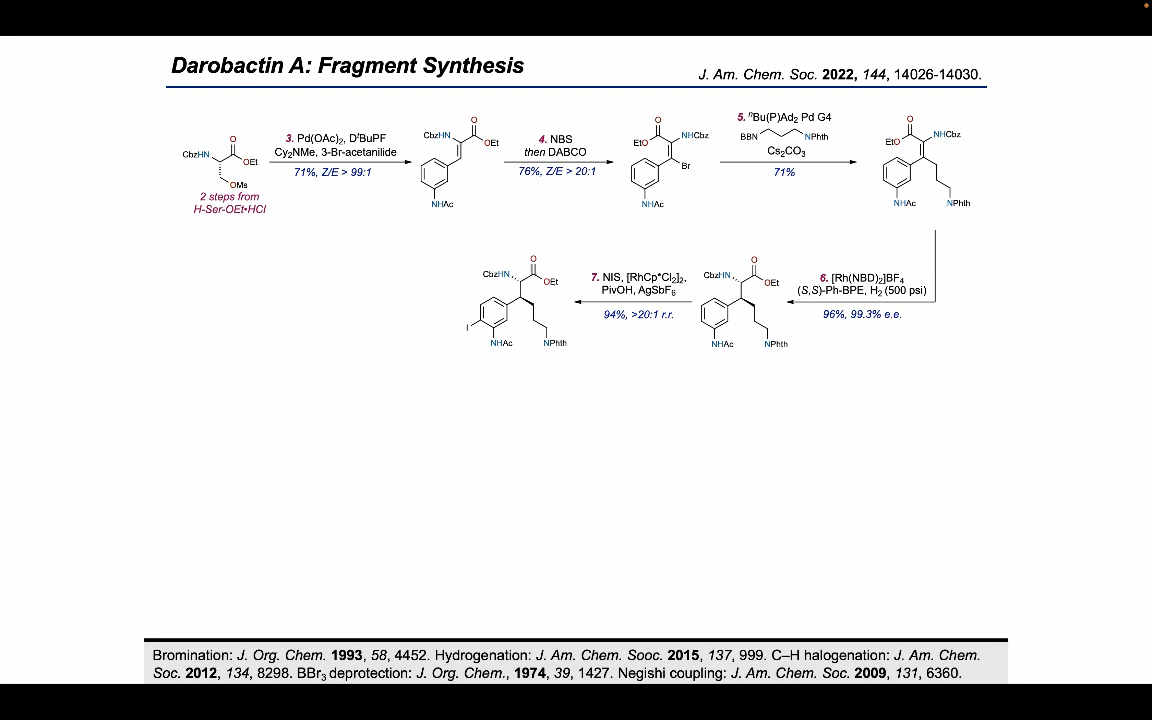 Darobactin A: Fragment Synthesis
J. Am. Chem. Soc. 2022, 144, 14026-14030.
CbzHN
O
OEt
OMs
2 steps from
H-Ser-OEt•HCl
3. Pd(OAc)2, DtBuPF
Cy2NMe, 3-Br-acetanilide
71%, Z/E > 99:1
CbzHN
O
OEt
NHAc
4. NBS
then DABCO
76%, Z/E > 20:1
O
EtO
NHCbz
Br
NHAc
5. nBu(P)Ad2 Pd G4
BBN
NPhth
Cs2CO3
71%
O
EtO
NHCbz
NHAc
NPhth
6. [Rh(NBD)2]BF4
(S,S)-Ph-BPE, H2 (500 psi)
96%, 99.3% e.e.
CbzHN
O
OEt
NHAc
NPhth
7. NIS, [RhCp*Cl2]2,
PivOH, AgSbF6
94%, >20:1 r.r.
CbzHN
O
OEt
I
NHAc
NPhth
Bromination: J. Org. Chem. 1993, 58, 4452. Hydrogenation: J. Am. Chem. Sooc. 2015, 137, 999. C–H halogenation: J. Am. Chem.
Soc. 2012, 134, 8298. BBr3 deprotection: J. Org. Chem., 1974, 39, 1427. Negishi coupling: J. Am. Chem. Soc. 2009, 131, 6360.